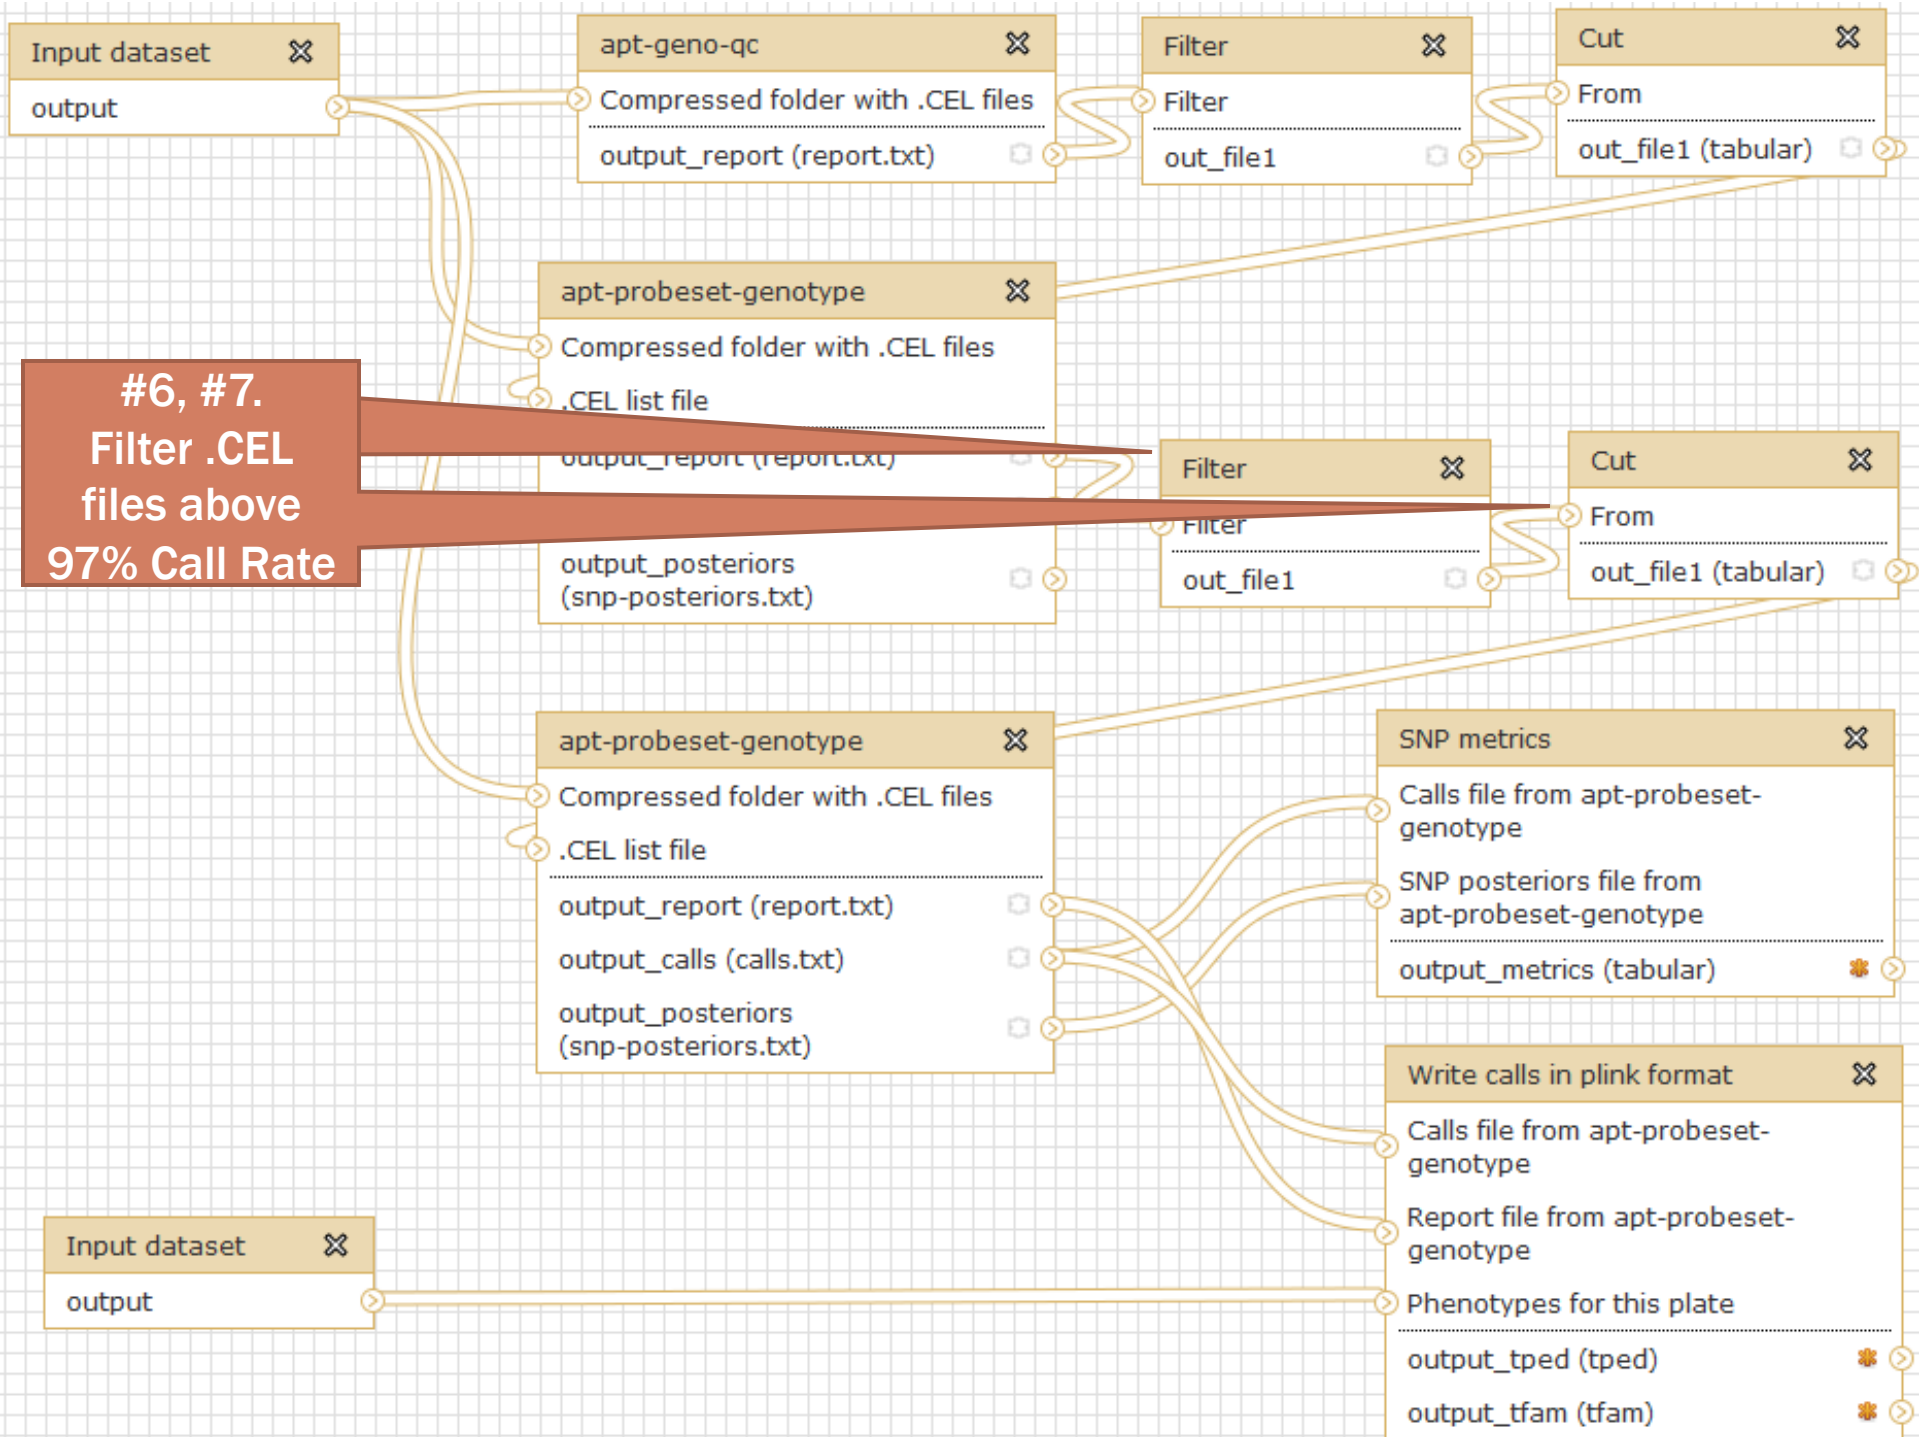 Input dataset
output
apt-geno-qc
Compressed folder with .CEL files
output_report (report.txt)
Filter
Filter
out_file1
Cut
From
out_file1 (tabular)
apt-probeset-genotype
Compressed folder with .CEL files
.CEL list file
output_report (report.txt)
output_posteriors
(snp-posteriors.txt)
#6, #7.
Filter .CEL
files above
97% Call Rate
Filter
Filter
out_file1
Cut
From
out_file1 (tabular)
apt-probeset-genotype
Compressed folder with .CEL files
.CEL list file
output_report (report.txt)
output_calls (calls.txt)
output_posteriors
(snp-posteriors.txt)
SNP metrics
Calls file from apt-probeset-
genotype
SNP posteriors file from
apt-probeset-genotype
output_metrics (tabular)
Write calls in plink format
Calls file from apt-probeset-
genotype
Report file from apt-probeset-
genotype
Phenotypes for this plate
output_tped (tped)
output_tfam (tfam)
Input dataset
output